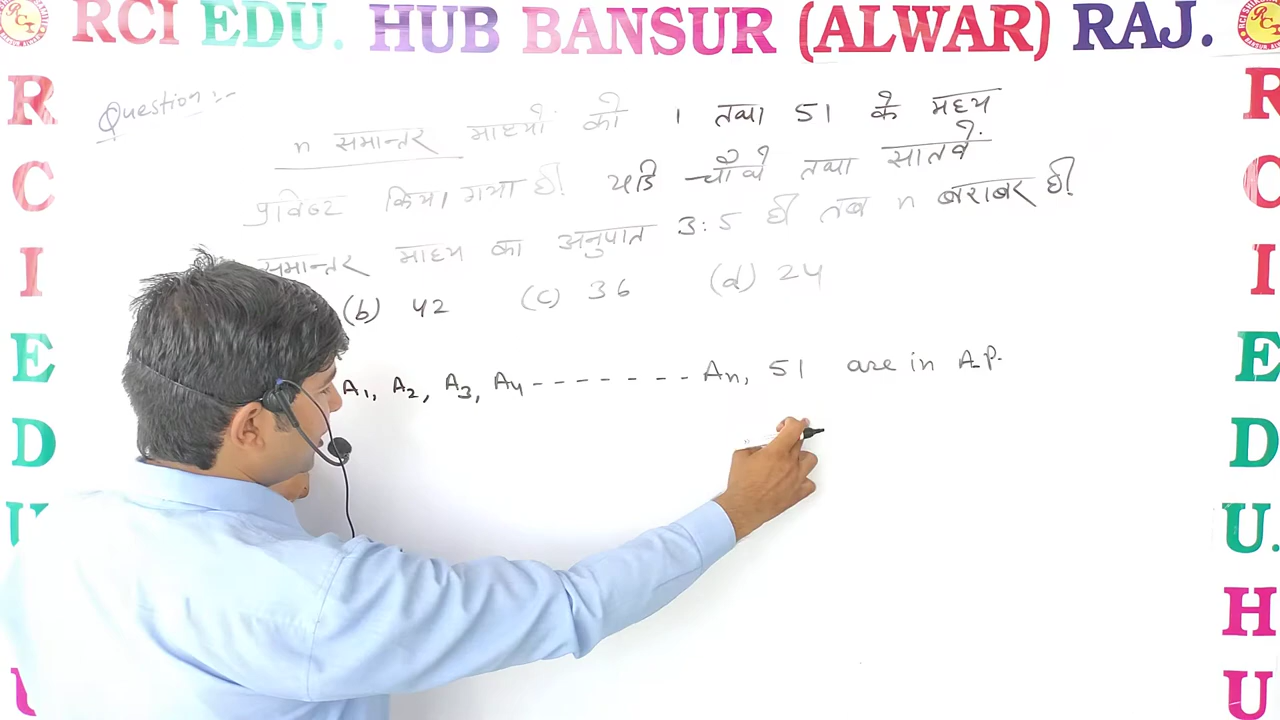 RCI EDU. HUB BANSUR (ALWAR) RAJ.
Question :-
n समान्तर माध्यों को 1 तथा 51 के मध्य
प्रविष्ट किया गया है। यदि चौथे तथा सातवें
समान्तर माध्य का अनुपात 3:5 है तब n बराबर है।
(b) 42 (c) 36 (d) 24
A₁, A₂, A₃, A₄ - - - - - - - An, 51 are in A.P.
R
C
I
E
D
U
R
C
I
E
D
U.
H
U